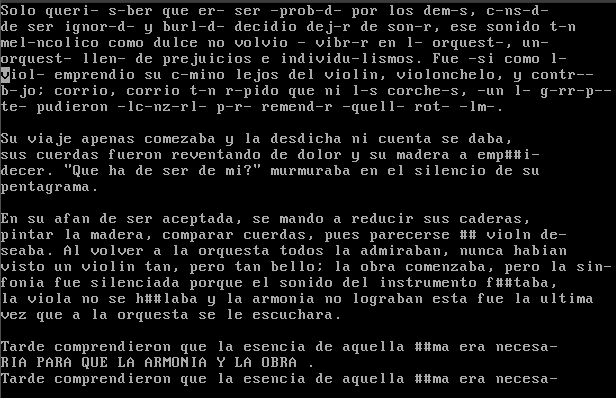 Solo queri- s-ber que er- ser -prob-d- por los dem-s, c-ns-d-
de ser ignor-d- y burl-d- decidio dej-r de son-r, ese sonido t-n
mel-ncolico como dulce no volvio - vibr-r en l- orquest-, un-
orquest- llen- de prejuicios e individu-lismos. Fue -si como l-
viol- emprendio su c-mino lejos del violin, violonchelo, y contr--
b-jo; corrio, corrio t-n r-pido que ni l-s corche-s, -un l- g-rr-p--
te- pudieron -lc-nz-rl- p-r- remend-r -quell- rot- -lm-.

Su viaje apenas comezaba y la desdicha ni cuenta se daba,
sus cuerdas fueron reventando de dolor y su madera a emp##i-
decer. "Que ha de ser de mi?" murmuraba en el silencio de su
pentagrama.

En su afan de ser aceptada, se mando a reducir sus caderas,
pintar la madera, comparar cuerdas, pues parecerse ## violn de-
seaba. Al volver a la orquesta todos la admiraban, nunca habian
visto un violin tan, pero tan bello; la obra comenzaba, pero la sin-
fonia fue silenciada porque el sonido del instrumento f##taba,
la viola no se h##laba y la armonia no lograban esta fue la ultima
vez que a la orquesta se le escuchara.

Tarde comprendieron que la esencia de aquella ##ma era necesa-
RIA PARA QUE LA ARMONIA Y LA OBRA .
Tarde comprendieron que la esencia de aquella ##ma era necesa-